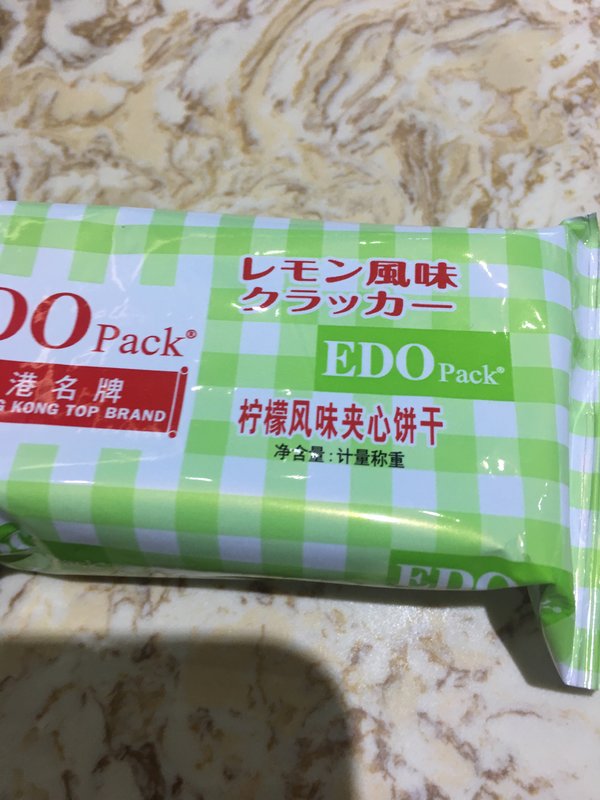 DO Pack®
港名牌
G KONG TOP BRAND
レモン風味
クラッカー
EDO Pack®
柠檬风味夹心饼干
净含量:计量称重
EDO